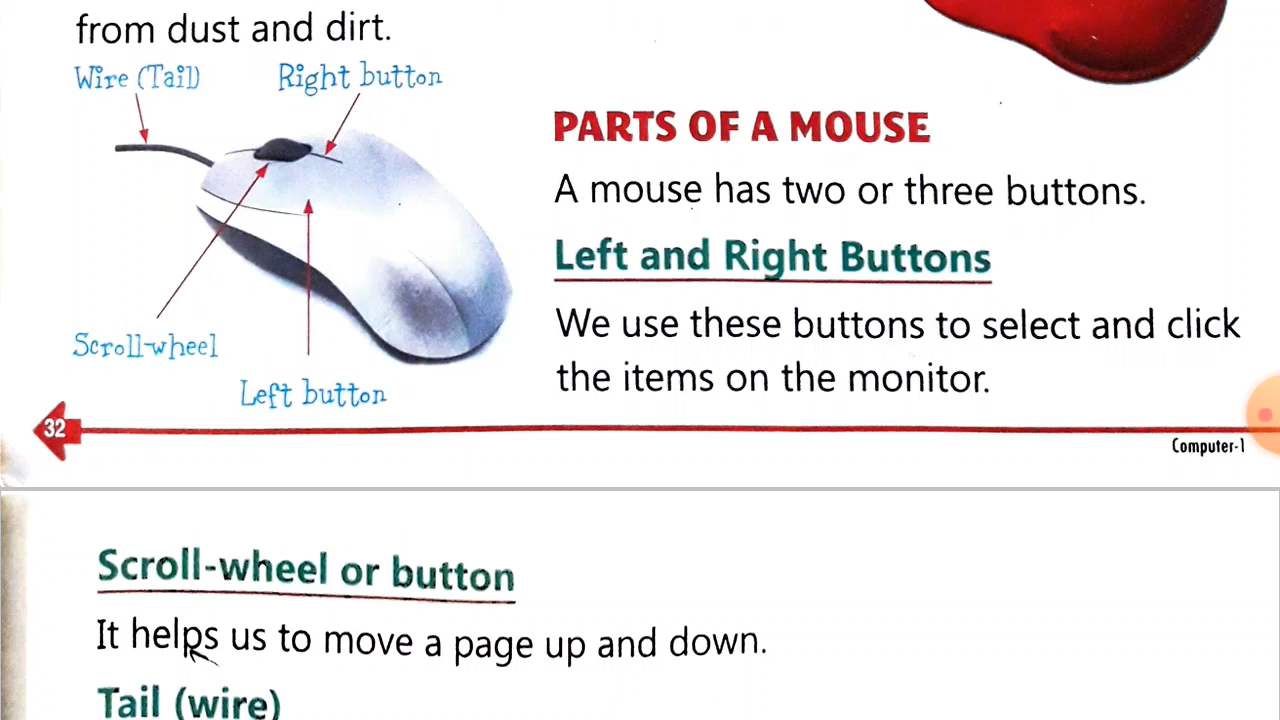 from dust and dirt.
Wire (Tail)
Right button
Scroll-wheel
Left button
PARTS OF A MOUSE
A mouse has two or three buttons.
Left and Right Buttons
We use these buttons to select and click
the items on the monitor.
32
Computer-1
Scroll-wheel or button
It helps us to move a page up and down.
Tail (wire)